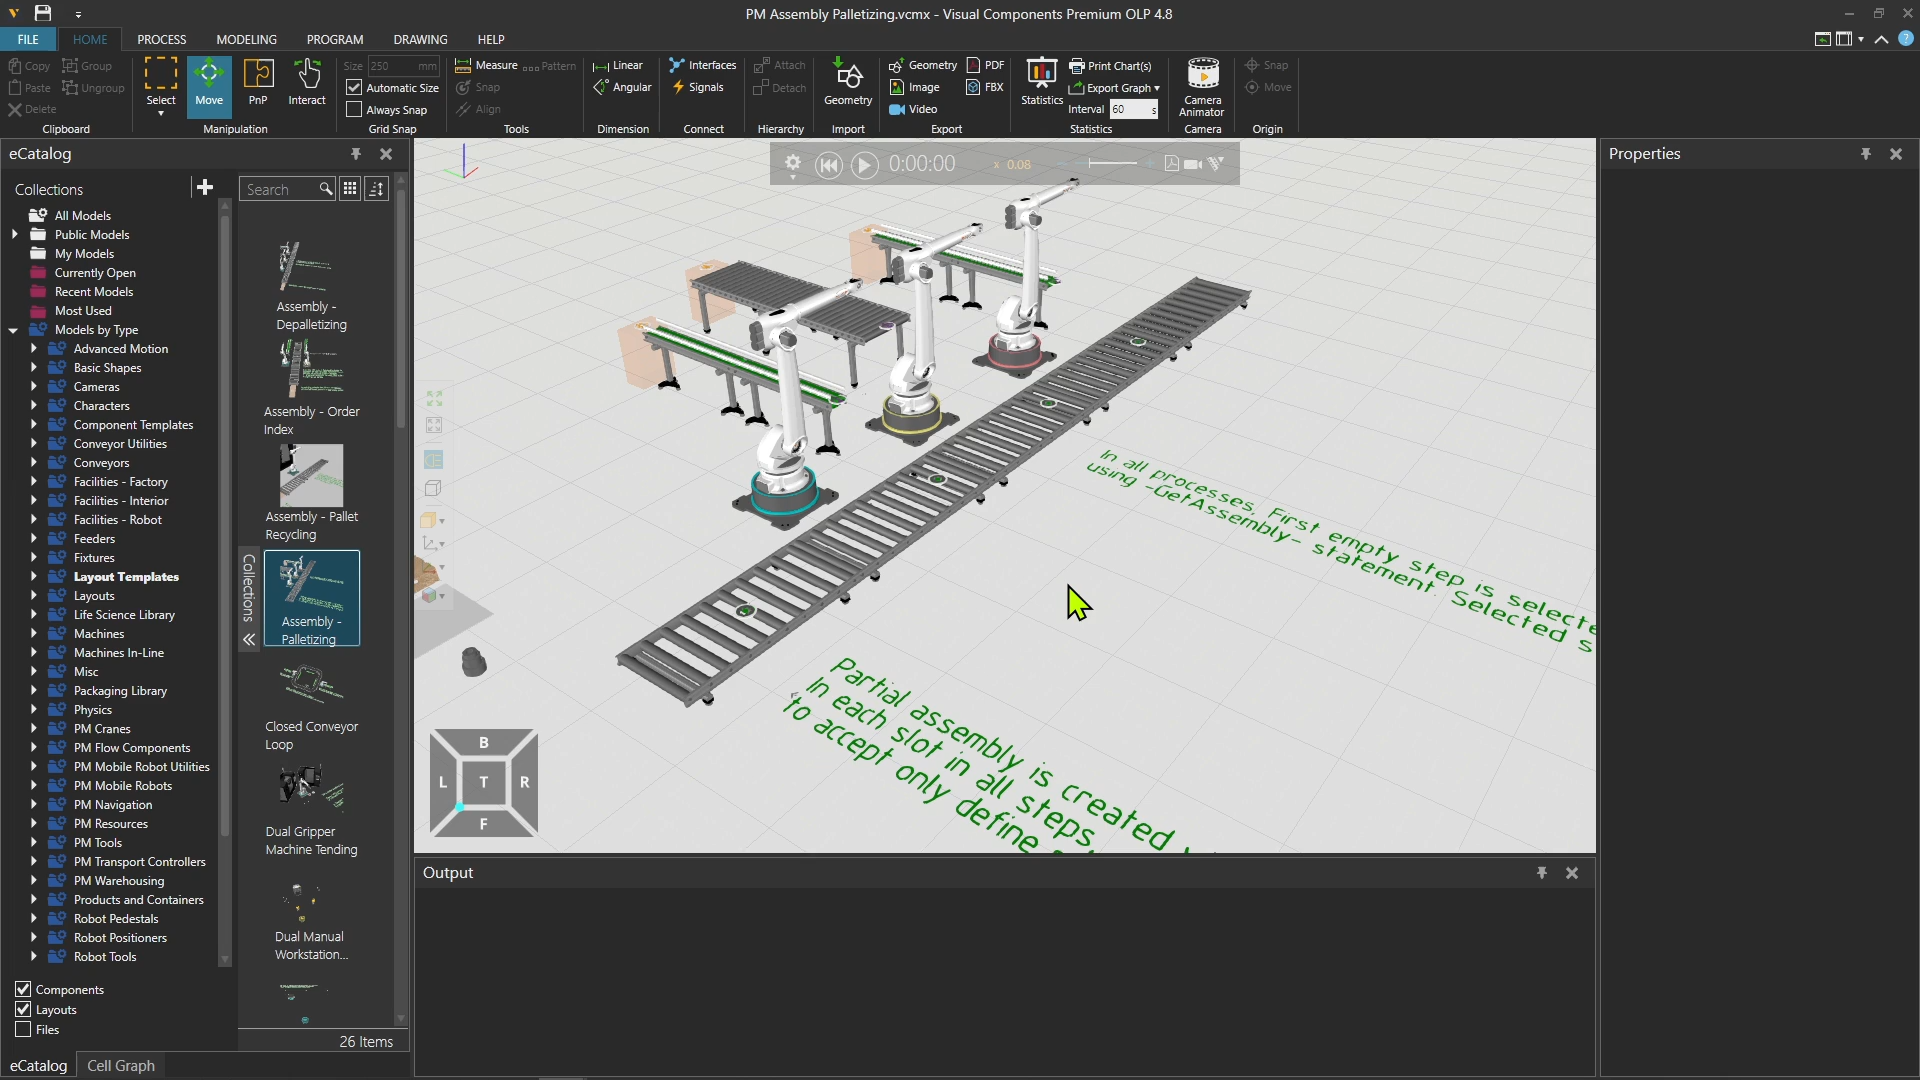 PM Assembly Palletizing.vcmx - Visual Components Premium OLP 4.8
FILE
HOME
PROCESS
MODELING
PROGRAM
DRAWING
HELP
Copy
Paste
Delete
Group
Ungroup
Clipboard
Select
Move
PnP
Interact
Manipulation
Size 250 mm
Automatic Size
Always Snap
Grid Snap
Measure
Pattern
Snap
Align
Tools
Linear
Angular
Dimension
Interfaces
Signals
Connect
Attach
Detach
Hierarchy
Geometry
Import
Geometry
Image
Video
PDF
FBX
Export
Statistics
Print Chart(s)
Export Graph
Interval 60 s
Statistics
Camera
Animator
Camera
Snap
Move
Origin
eCatalog
Collections
All Models
Public Models
My Models
Currently Open
Recent Models
Most Used
Models by Type
Advanced Motion
Basic Shapes
Cameras
Characters
Component Templates
Conveyor Utilities
Conveyors
Facilities - Factory
Facilities - Interior
Facilities - Robot
Feeders
Fixtures
Layout Templates
Layouts
Life Science Library
Machines
Machines In-Line
Misc
Packaging Library
Physics
PM Cranes
PM Flow Components
PM Mobile Robot Utilities
PM Mobile Robots
PM Navigation
PM Resources
PM Tools
PM Transport Controllers
PM Warehousing
Products and Containers
Robot Pedestals
Robot Positioners
Robot Tools
Components
Layouts
Files
eCatalog
Cell Graph
Search
Collections
Assembly -
Depalletizing
Assembly - Order
Index
Assembly - Pallet
Recycling
Assembly -
Palletizing
Closed Conveyor
Loop
Dual Gripper
Machine Tending
Dual Manual
Workstation...
26 Items
0:00:00
x 0.08
In all processes, First empty step is selecte
using -GetAssembly- statement. Selected s
Partial assembly is created
In each slot in all steps,
to accept only define
B
L
T
R
F
Output
Properties